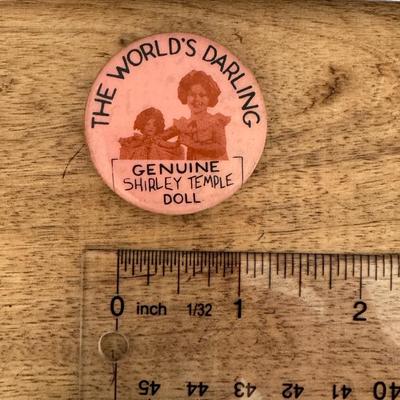 THE WORLD'S DARLING
GENUINE
SHIRLEY TEMPLE
DOLL
0 inch 1/32 1 2
45 44 43 42 41 40